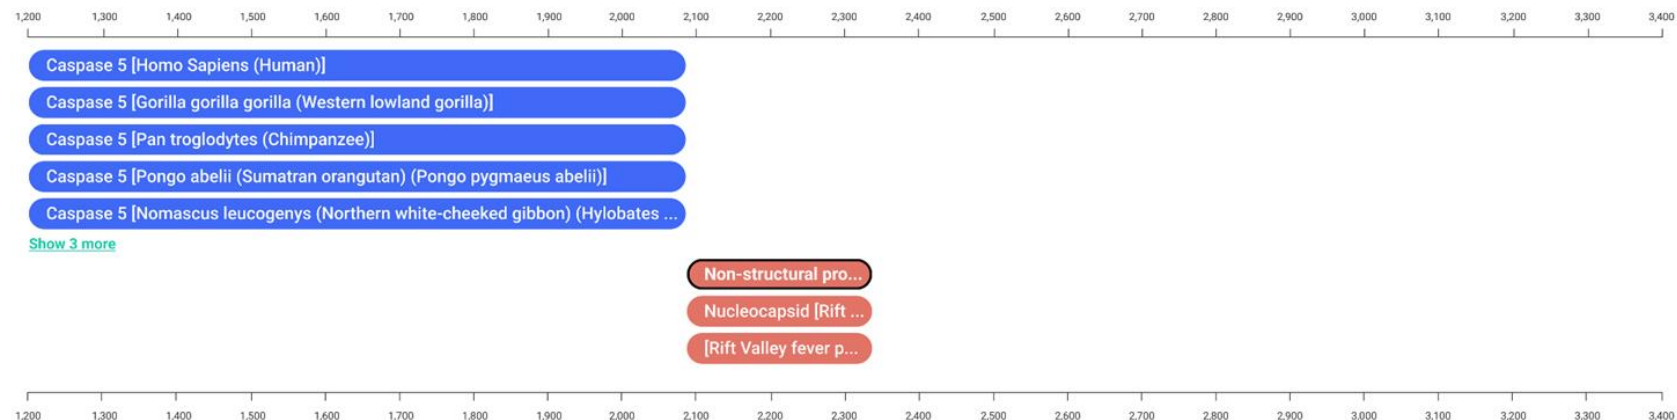 1,200 1,300 1,400 1,500 1,600 1,700 1,800 1,900 2,000 2,100 2,200 2,300 2,400 2,500 2,600 2,700 2,800 2,900 3,000 3,100 3,200 3,300 3,400
Caspase 5 [Homo Sapiens (Human)]
Caspase 5 [Gorilla gorilla gorilla (Western lowland gorilla)]
Caspase 5 [Pan troglodytes (Chimpanzee)]
Caspase 5 [Pongo abelii (Sumatran orangutan) (Pongo pygmaeus abelii)]
Caspase 5 [Nomascus leucogenys (Northern white-cheeked gibbon) (Hylobates ...
Show 3 more
Non-structural pro...
Nucleocapsid [Rift ...
[Rift Valley fever p...
1,200 1,300 1,400 1,500 1,600 1,700 1,800 1,900 2,000 2,100 2,200 2,300 2,400 2,500 2,600 2,700 2,800 2,900 3,000 3,100 3,200 3,300 3,400